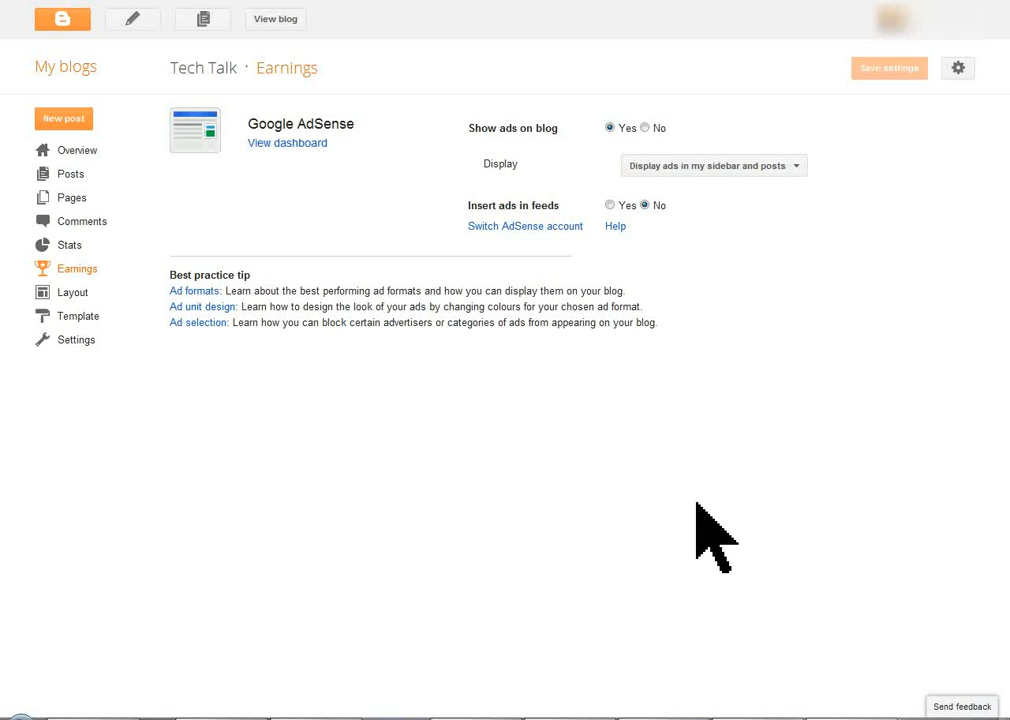 View blog
My blogs
Tech Talk · Earnings
Save settings
New post
Overview
Posts
Pages
Comments
Stats
Earnings
Layout
Template
Settings
Google AdSense
View dashboard
Show ads on blog Yes No
Display Display ads in my sidebar and posts
Insert ads in feeds Yes No
Switch AdSense account Help
Best practice tip
Ad formats: Learn about the best performing ad formats and how you can display them on your blog.
Ad unit design: Learn how to design the look of your ads by changing colours for your chosen ad format.
Ad selection: Learn how you can block certain advertisers or categories of ads from appearing on your blog.
Send feedback